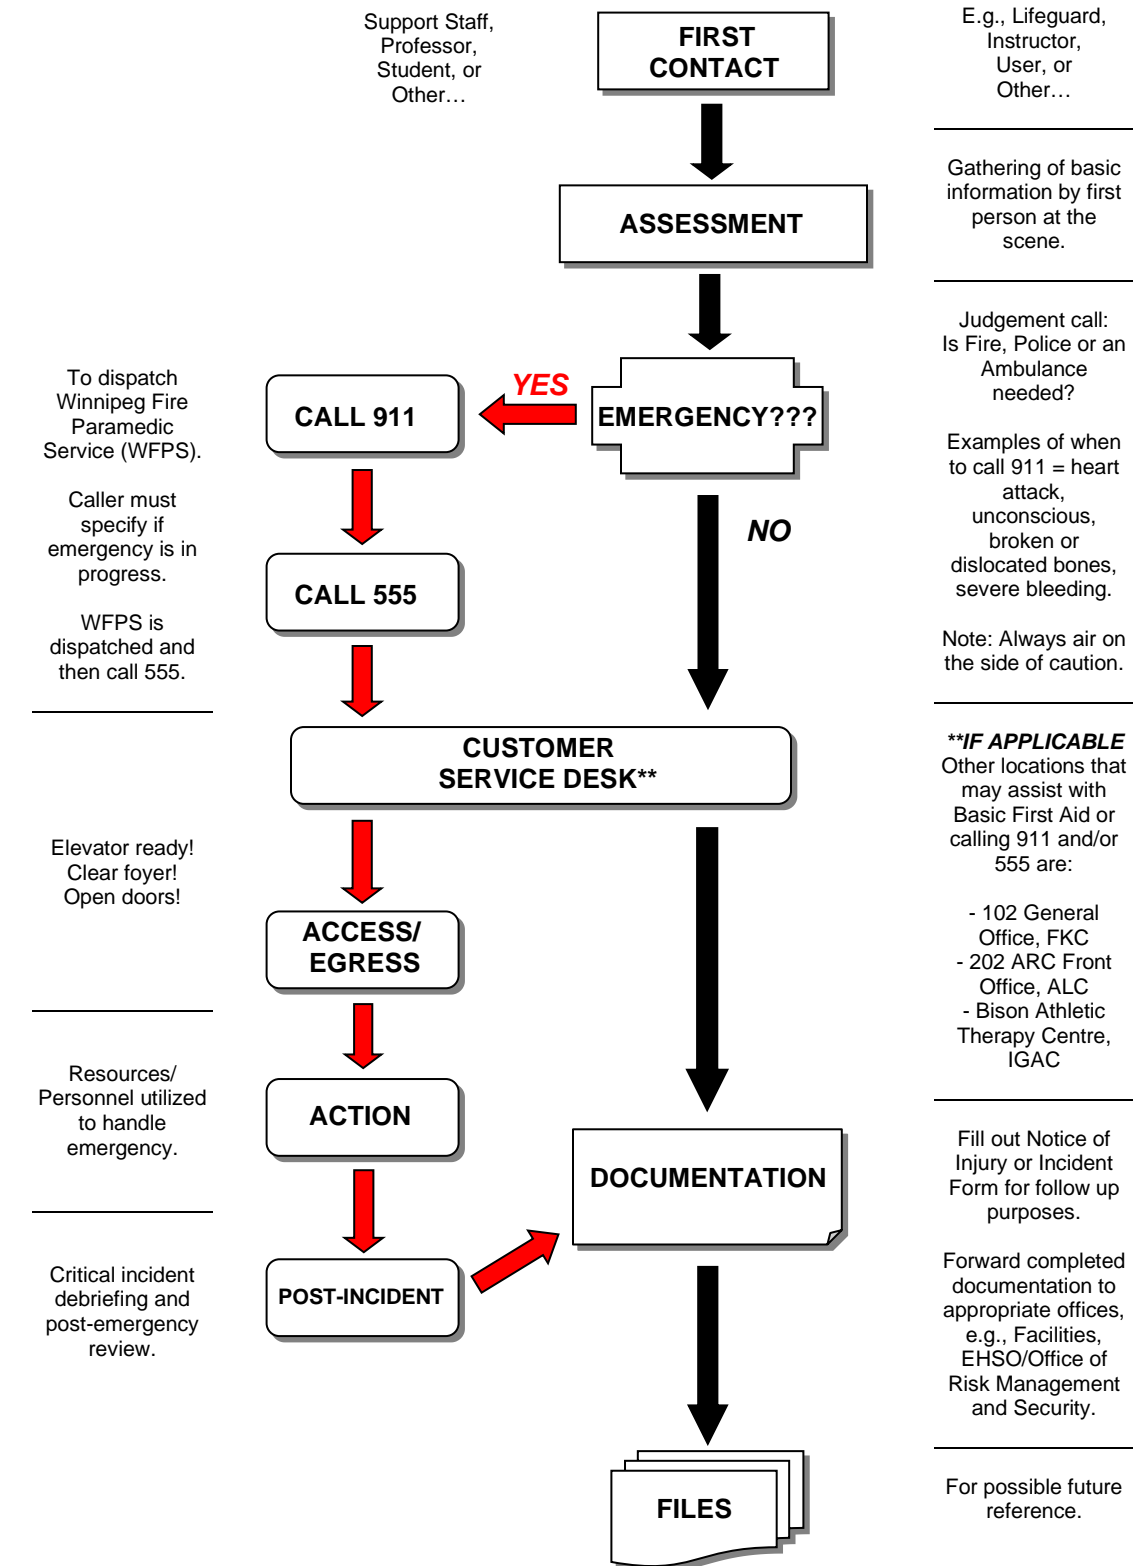 Support Staff,
Professor,
Student, or
Other…
FIRST
CONTACT
E.g., Lifeguard,
Instructor,
User, or
Other…
ASSESSMENT
Gathering of basic
information by first
person at the
scene.
To dispatch
Winnipeg Fire
Paramedic
Service (WFPS).
Caller must
specify if
emergency is in
progress.
WFPS is
dispatched and
then call 555.
CALL 911
YES
EMERGENCY???
NO
CALL 555
Judgement call:
Is Fire, Police or an
Ambulance
needed?
Examples of when
to call 911 = heart
attack,
unconscious,
broken or
dislocated bones,
severe bleeding.
Note: Always air on
the side of caution.
CUSTOMER
SERVICE DESK**
**IF APPLICABLE
Other locations that
may assist with
Basic First Aid or
calling 911 and/or
555 are:
- 102 General
Office, FKC
- 202 ARC Front
Office, ALC
- Bison Athletic
Therapy Centre,
IGAC
Elevator ready!
Clear foyer!
Open doors!
ACCESS/
EGRESS
Resources/
Personnel utilized
to handle
emergency.
ACTION
DOCUMENTATION
Fill out Notice of
Injury or Incident
Form for follow up
purposes.
Forward completed
documentation to
appropriate offices,
e.g., Facilities,
EHSO/Office of
Risk Management
and Security.
Critical incident
debriefing and
post-emergency
review.
POST-INCIDENT
FILES
For possible future
reference.